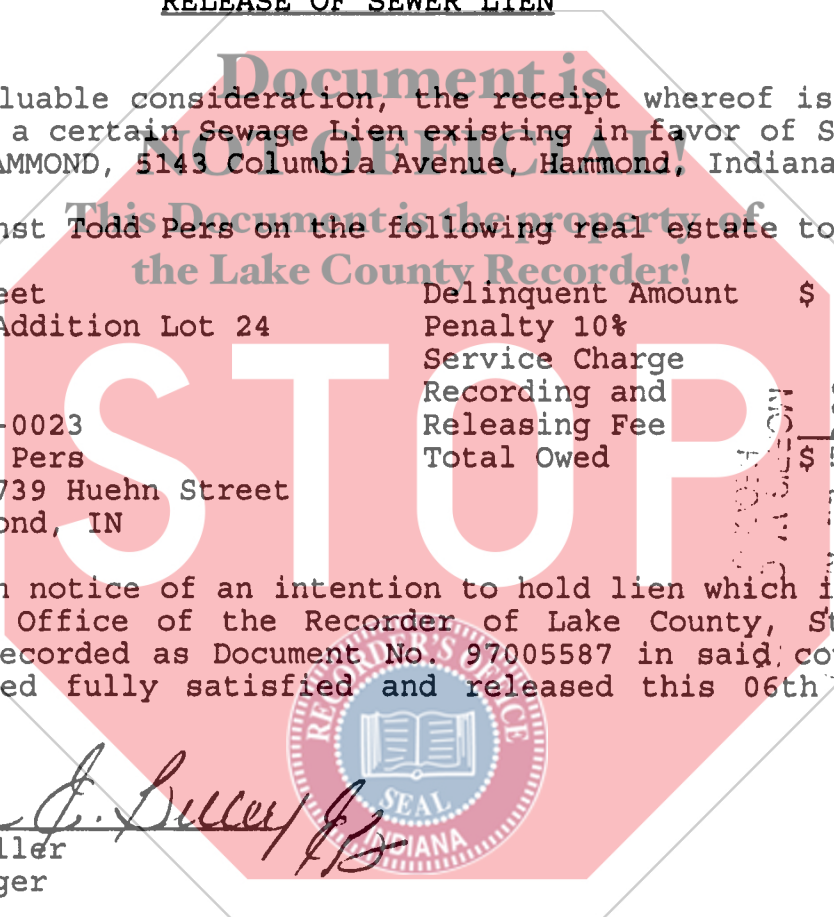 RELEASE OF SEWER LIEN
Document is
luable consideration, the receipt whereof is
a certain Sewage Lien existing in favor of S
NOT OFFICIAL!
AMMOND, 5143 Columbia Avenue, Hammond, Indiana
This Document is the property of
nst Todd Pers on the following real estate to
the Lake County Recorder!
eet Delinquent Amount $
Addition Lot 24 Penalty 10%
Service Charge
Recording and
-0023 Releasing Fee
Pers Total Owed $ 5
739 Huehn Street
ond, IN
STOP
n notice of an intention to hold lien which i
Office of the Recorder of Lake County, St
ecorded as Document No. 97005587 in said co
ed fully satisfied and released this 06th
RECORDER'S OFFICE
SEAL
INDIANA
ller
ger